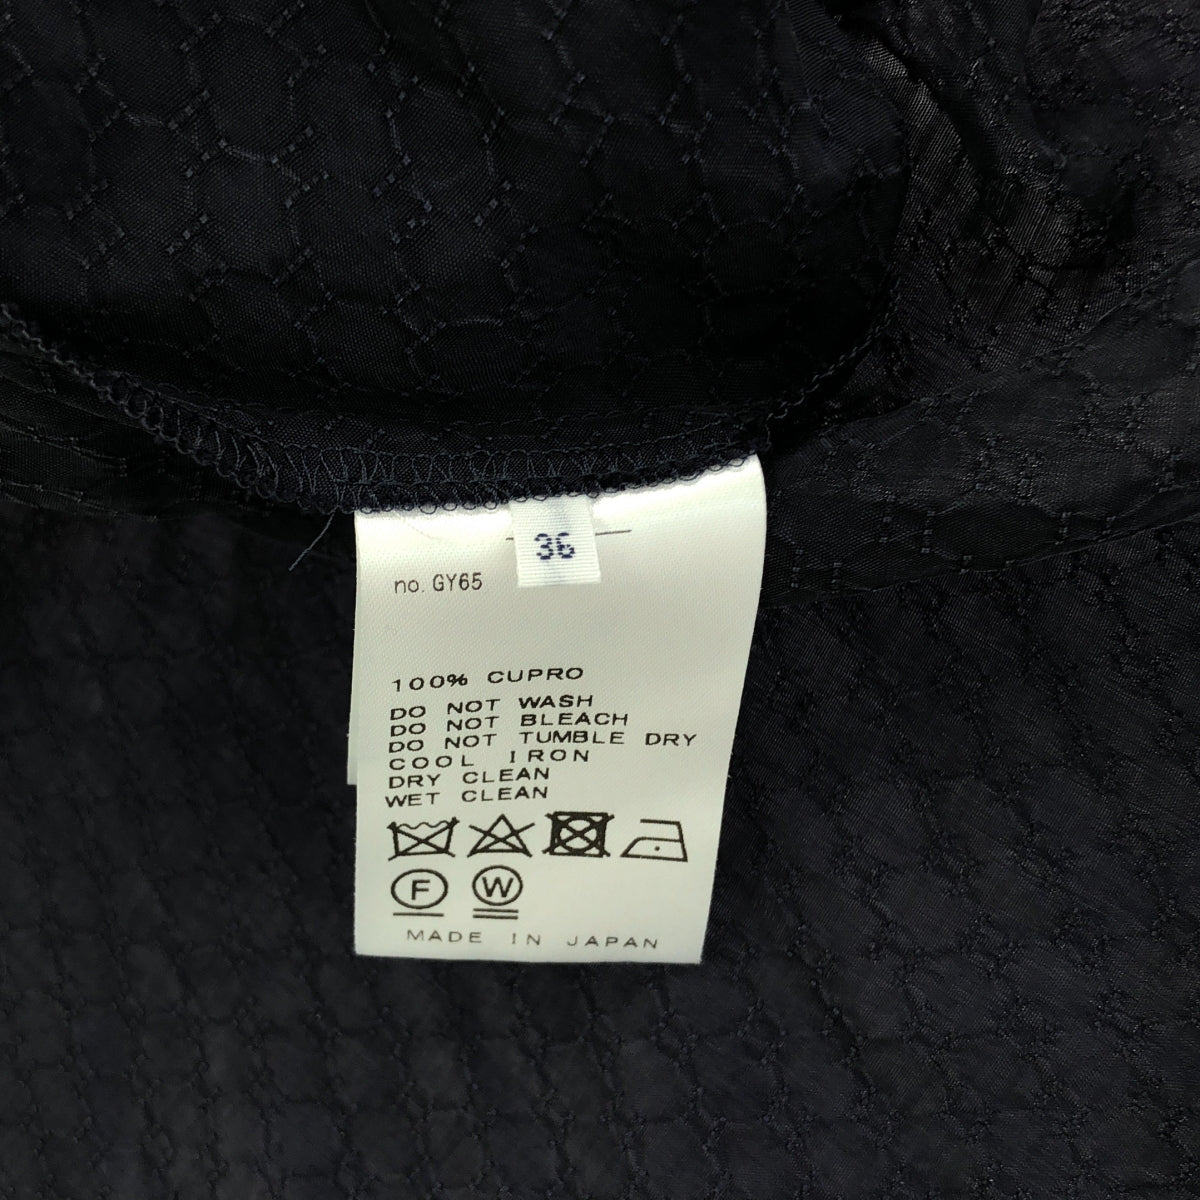 36
no. GY65
100% CUPRO
DO NOT WASH
DO NOT BLEACH
DO NOT TUMBLE DRY
COOL IRON
DRY CLEAN
WET CLEAN
F W
MADE IN JAPAN